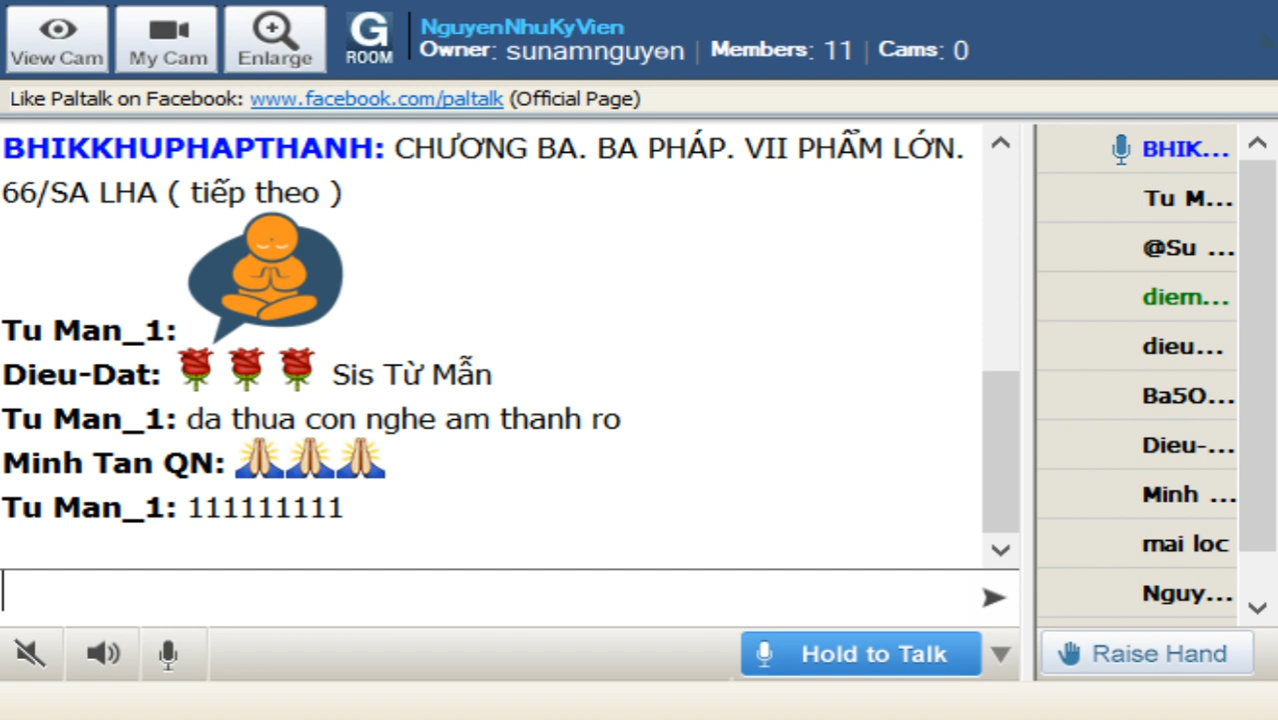 View Cam
My Cam
Enlarge
G
ROOM
NguyenNhuKyVien
Owner: sunamnguyen | Members: 11 | Cams: 0
Like Paltalk on Facebook: www.facebook.com/paltalk (Official Page)
BHIKKHUPHAPTHANH: CHƯƠNG BA. BA PHÁP. VII PHẨM LỚN.
66/SA LHA ( tiếp theo )
Tu Man_1:
Dieu-Dat: Sis Từ Mẫn
Tu Man_1: da thua con nghe am thanh ro
Minh Tan QN:
Tu Man_1: 111111111
BHIK...
Tu M...
@Su ...
diem...
dieu...
Ba5O...
Dieu-...
Minh ...
mai loc
Nguy...
Hold to Talk
Raise Hand